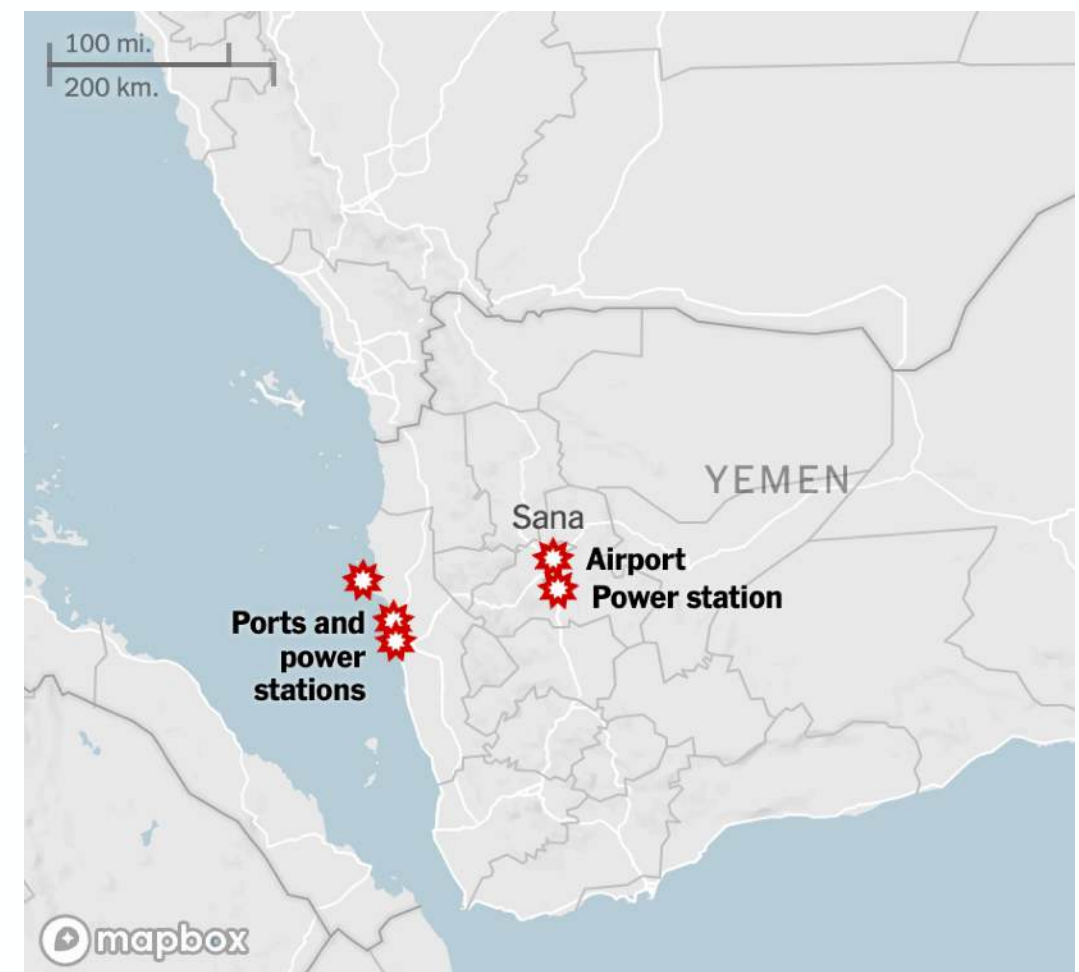 100 mi.
200 km.
YEMEN
Sana
Airport
Power station
Ports and
power
stations
mapbox